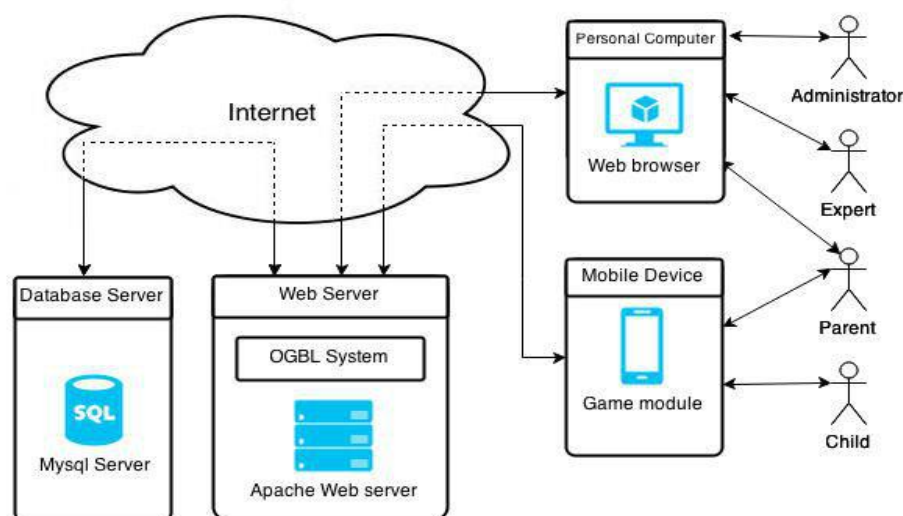 Internet
Personal Computer
Web browser
Administrator
Expert
Parent
Child
Database Server
SQL
Mysql Server
Web Server
OGBL System
Apache Web server
Mobile Device
Game module